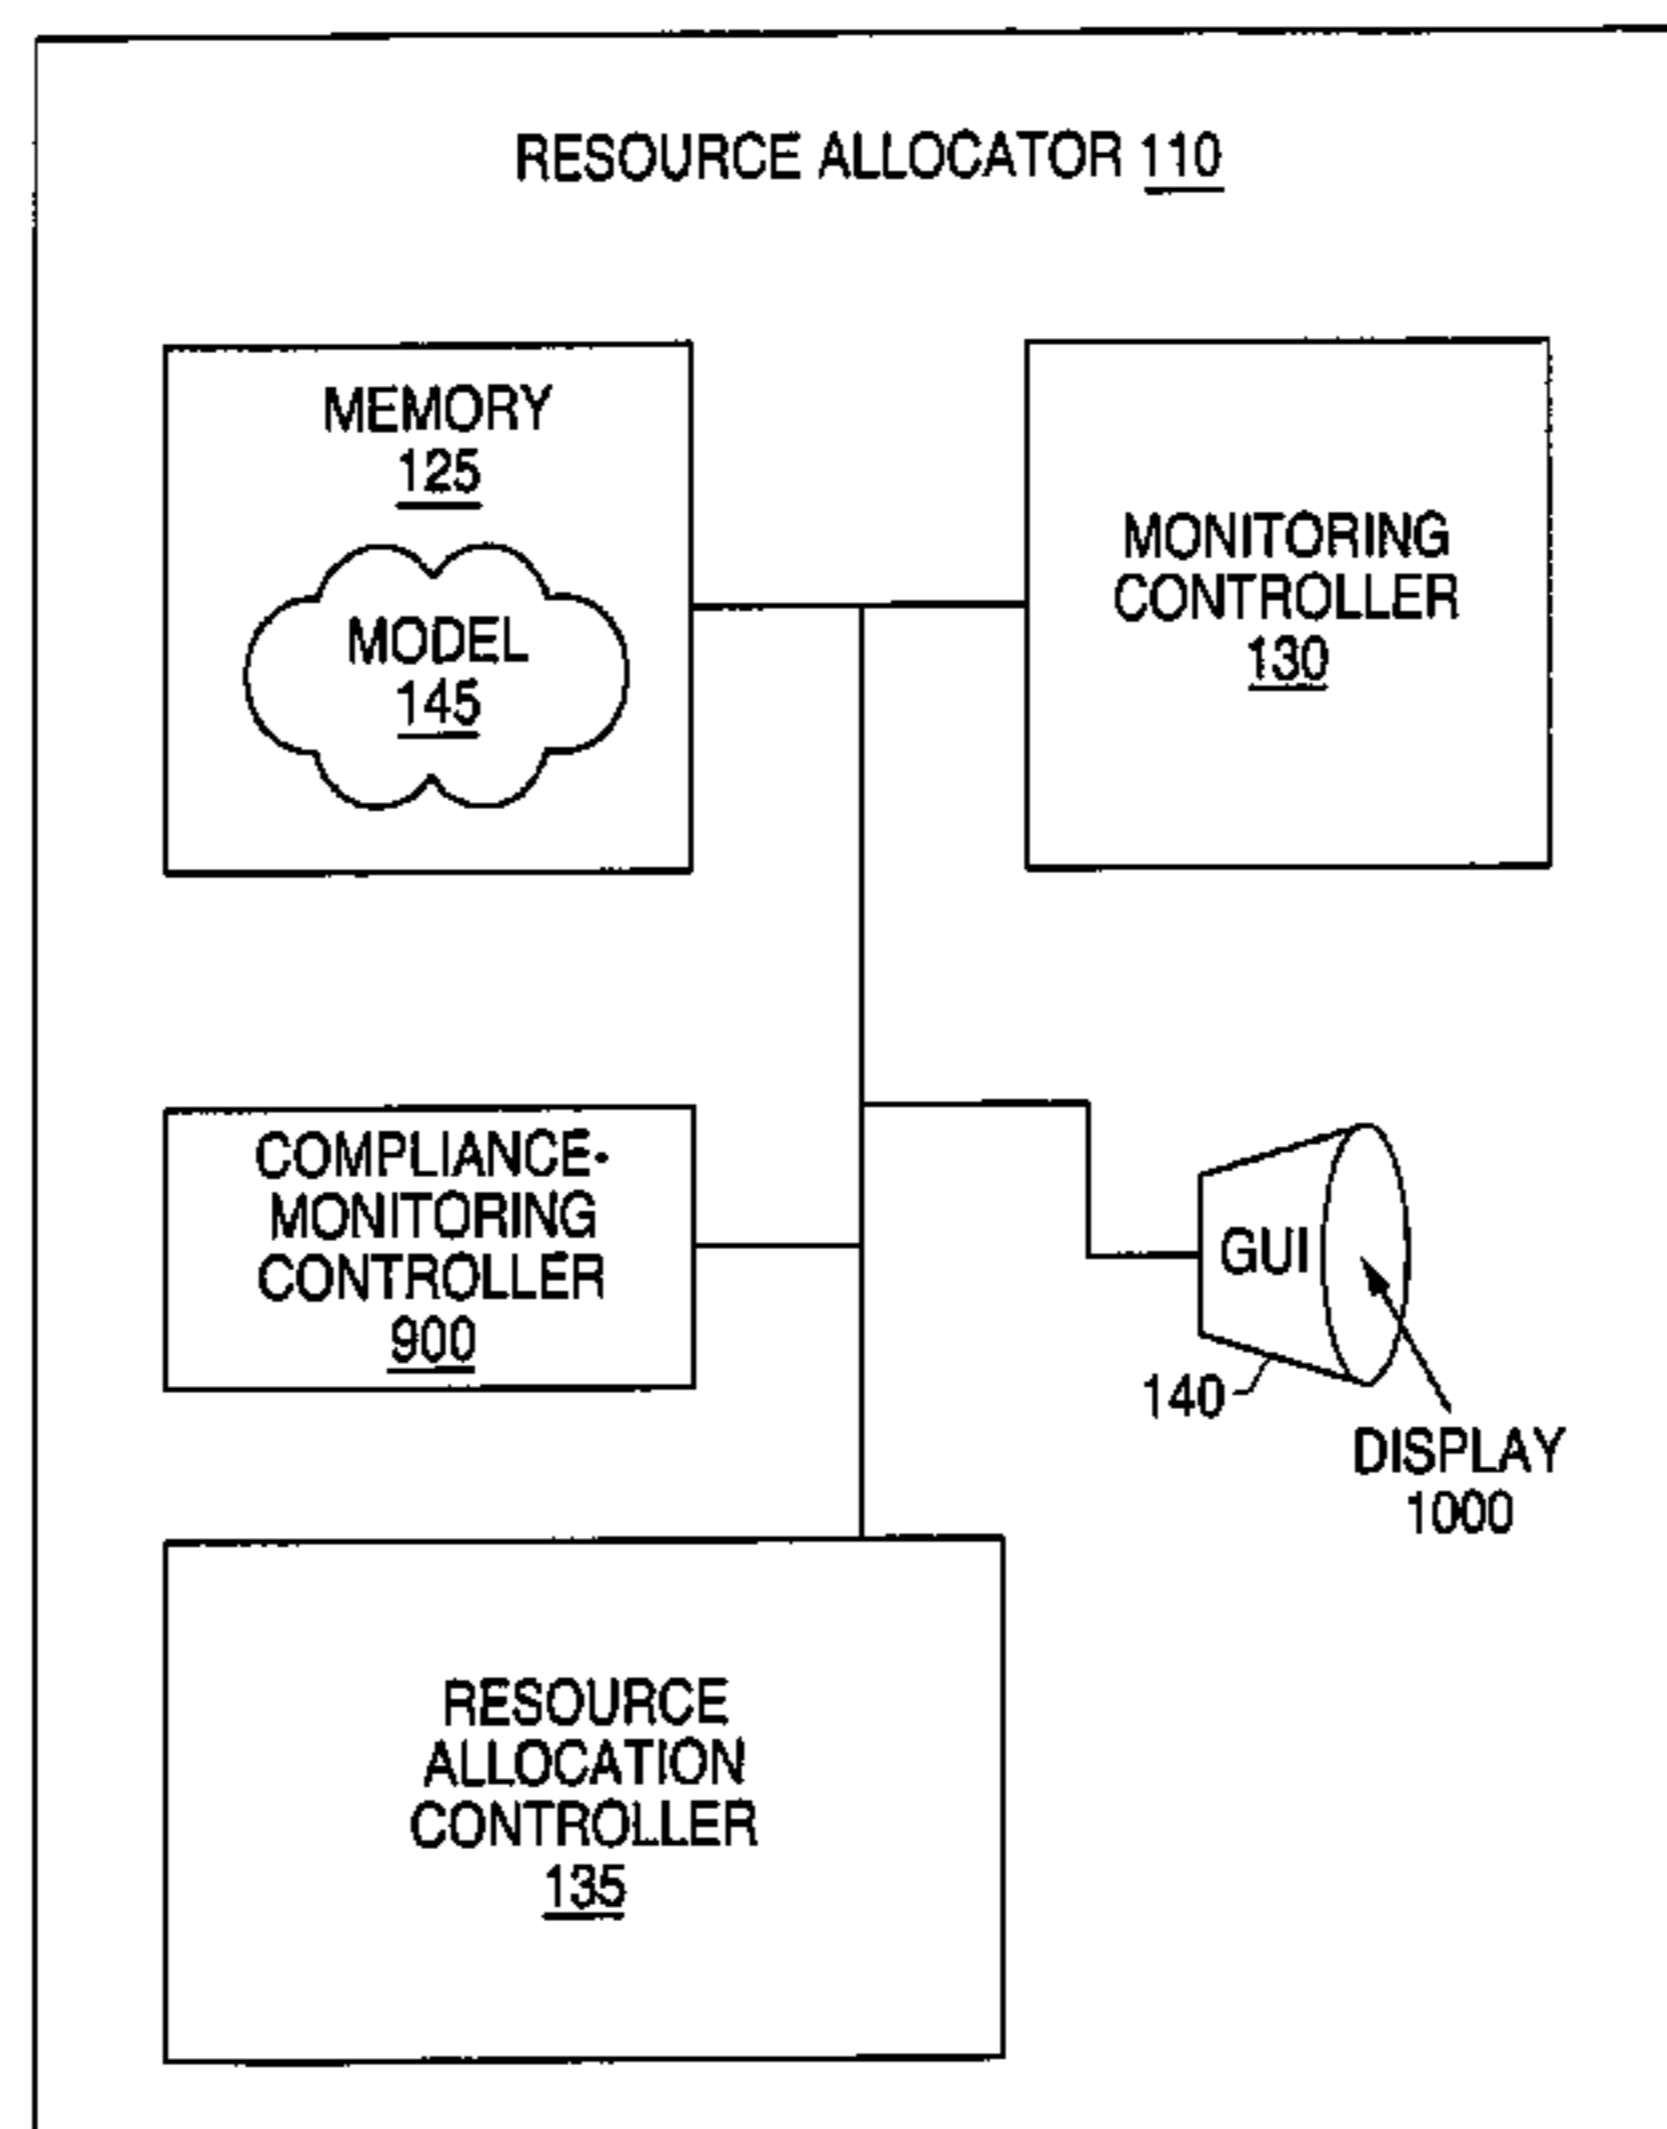 RESOURCE ALLOCATOR 110
MEMORY
125
MODEL
145
MONITORING
CONTROLLER
130
COMPLIANCE-
MONITORING
CONTROLLER
900
GUI
140
DISPLAY
1000
RESOURCE
ALLOCATION
CONTROLLER
135